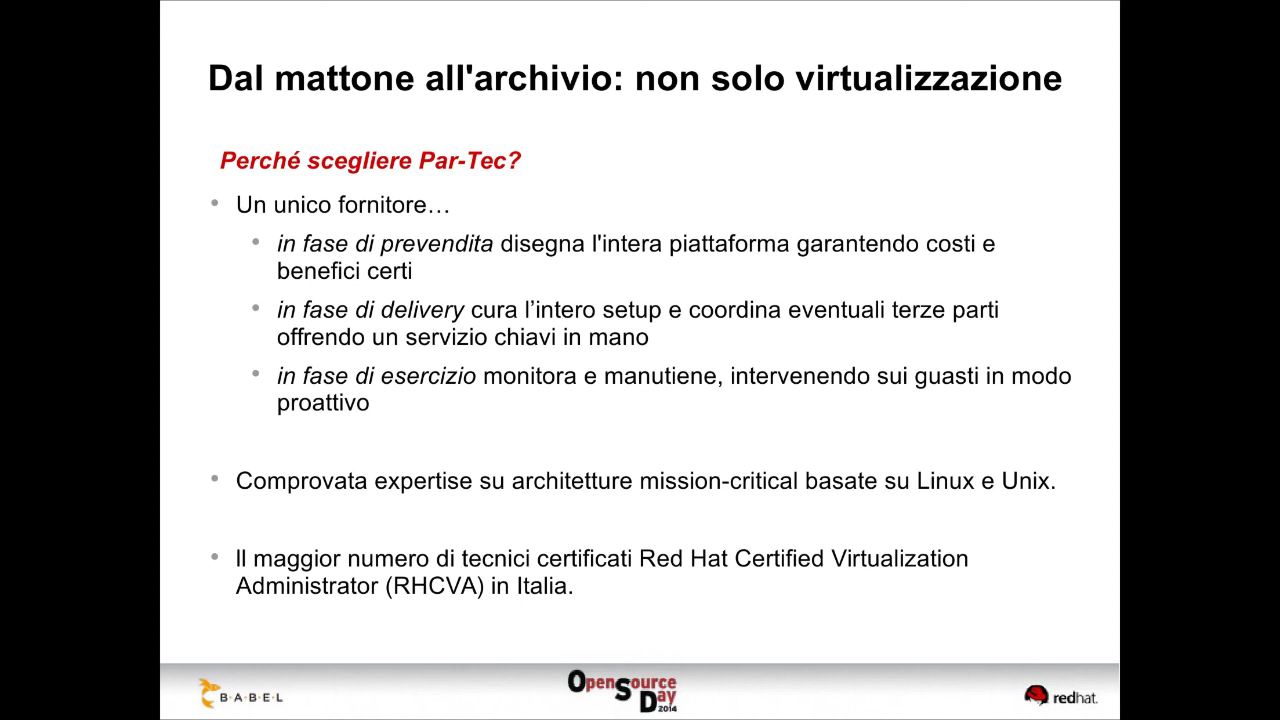 Dal mattone all'archivio: non solo virtualizzazione
Perché scegliere Par-Tec?
• Un unico fornitore…
• in fase di prevendita disegna l'intera piattaforma garantendo costi e
benefici certi
• in fase di delivery cura l’intero setup e coordina eventuali terze parti
offrendo un servizio chiavi in mano
• in fase di esercizio monitora e manutiene, intervenendo sui guasti in modo
proattivo
• Comprovata expertise su architetture mission-critical basate su Linux e Unix.
• Il maggior numero di tecnici certificati Red Hat Certified Virtualization
Administrator (RHCVA) in Italia.
B·A·B·E·L
OpenSource
Day
2014
redhat.